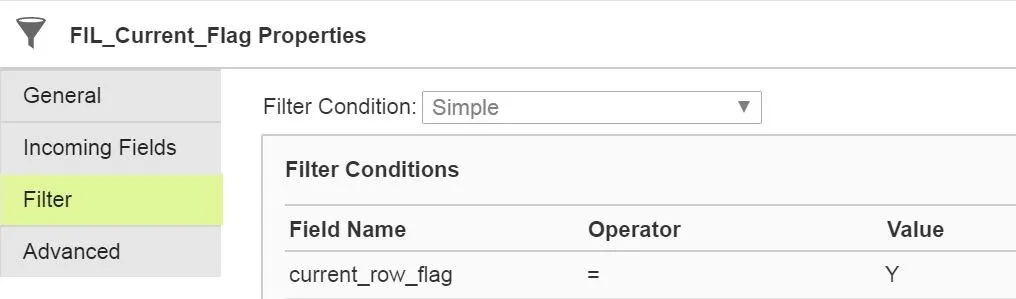 FIL_Current_Flag Properties
General
Incoming Fields
Filter
Advanced
Filter Condition: Simple
Filter Conditions
Field Name Operator Value
current_row_flag = Y